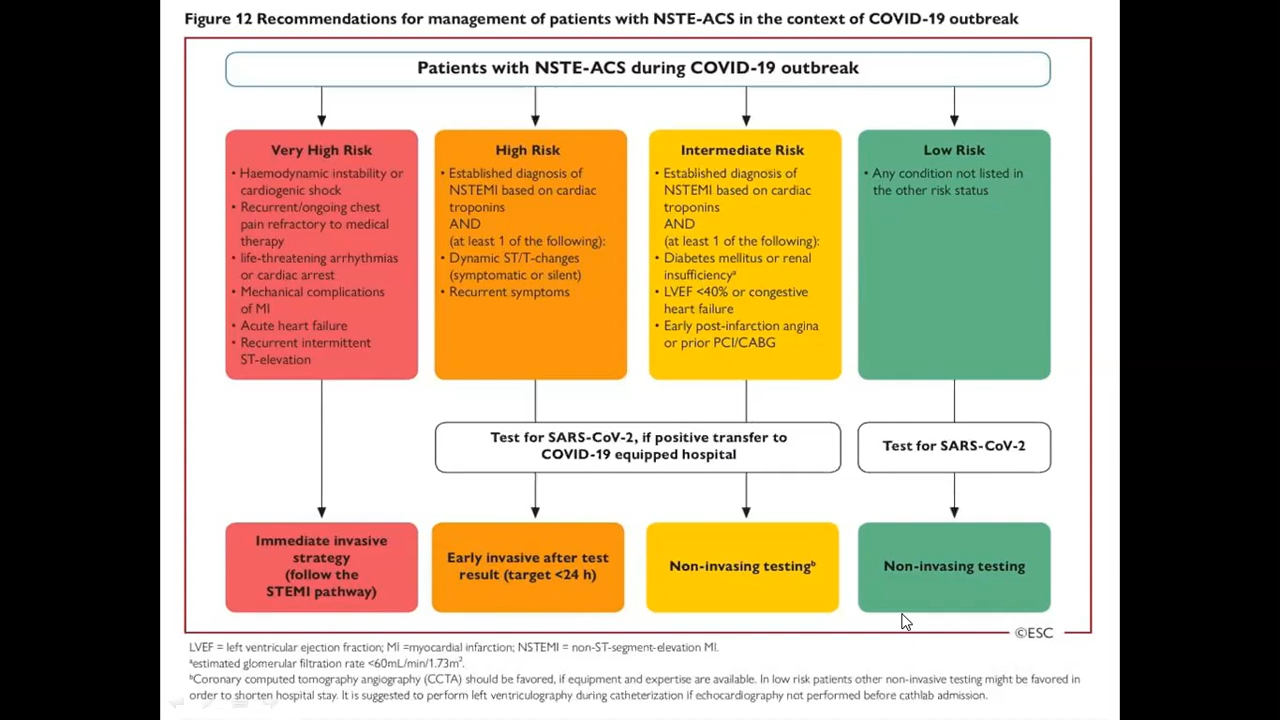 Figure 12 Recommendations for management of patients with NSTE-ACS in the context of COVID-19 outbreak
Patients with NSTE-ACS during COVID-19 outbreak
Very High Risk
• Haemodynamic instability or
cardiogenic shock
• Recurrent/ongoing chest
pain refractory to medical
therapy
• life-threatening arrhythmias
or cardiac arrest
• Mechanical complications
of MI
• Acute heart failure
• Recurrent intermittent
ST-elevation
High Risk
• Established diagnosis of
NSTEMI based on cardiac
troponins
AND
(at least 1 of the following):
• Dynamic ST/T-changes
(symptomatic or silent)
• Recurrent symptoms
Intermediate Risk
• Established diagnosis of
NSTEMI based on cardiac
troponins
AND
(at least 1 of the following):
• Diabetes mellitus or renal
insufficiencyᵃ
• LVEF <40% or congestive
heart failure
• Early post-infarction angina
or prior PCI/CABG
Low Risk
• Any condition not listed in
the other risk status
Test for SARS-CoV-2, if positive transfer to
COVID-19 equipped hospital
Test for SARS-CoV-2
Immediate invasive
strategy
(follow the
STEMI pathway)
Early invasive after test
result (target <24 h)
Non-invasing testingᵇ
Non-invasing testing
©ESC
LVEF = left ventricular ejection fraction; MI =myocardial infarction; NSTEMI = non-ST-segment-elevation MI.
ᵃestimated glomerular filtration rate <60mL/min/1.73m².
ᵇCoronary computed tomography angiography (CCTA) should be favored, if equipment and expertise are available. In low risk patients other non-invasive testing might be favored in
order to shorten hospital stay. It is suggested to perform left ventriculography during catheterization if echocardiography not performed before cathlab admission.